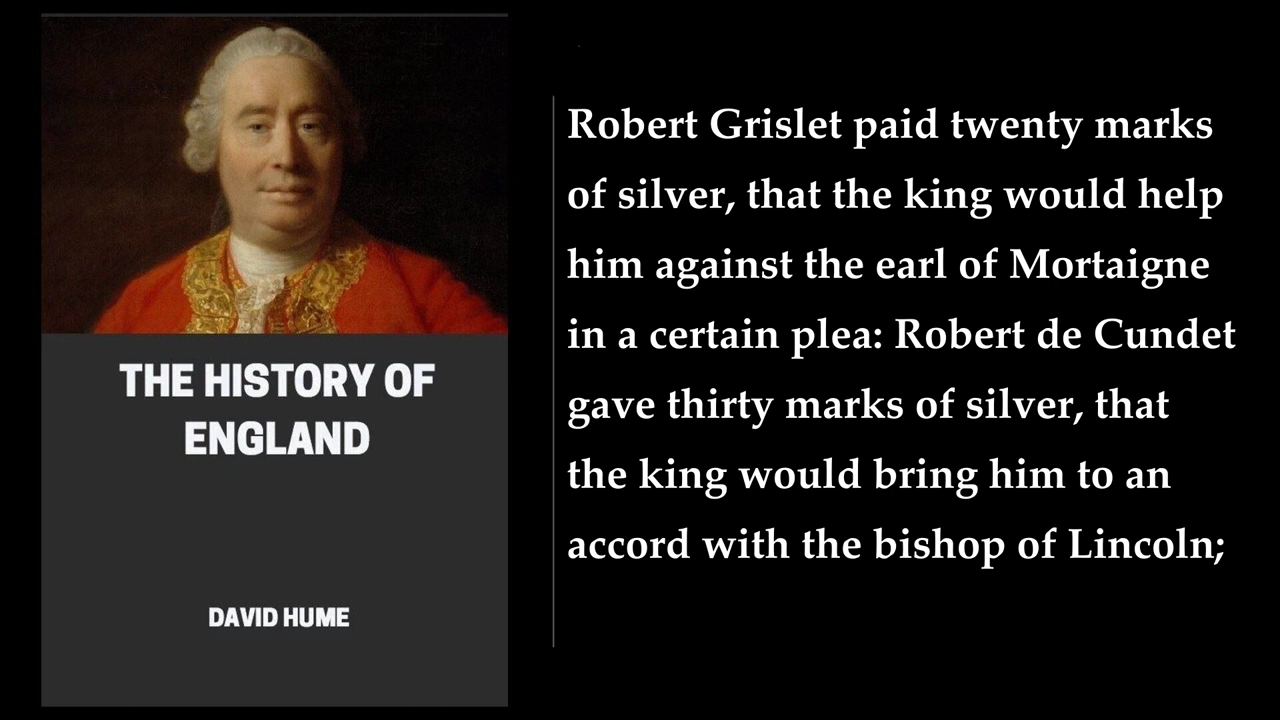 THE HISTORY OF
ENGLAND
DAVID HUME
Robert Grislet paid twenty marks
of silver, that the king would help
him against the earl of Mortaigne
in a certain plea: Robert de Cundet
gave thirty marks of silver, that
the king would bring him to an
accord with the bishop of Lincoln;